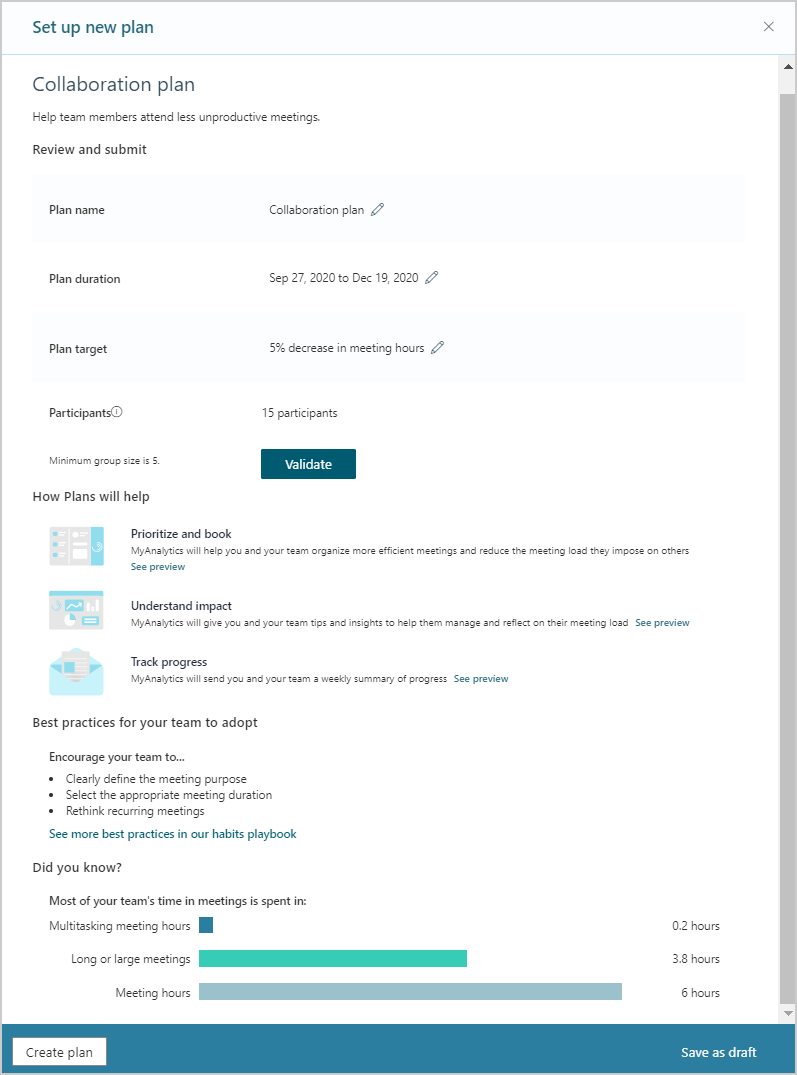 Set up new plan
Collaboration plan
Help team members attend less unproductive meetings.
Review and submit
Plan name
Collaboration plan
Plan duration
Sep 27, 2020 to Dec 19, 2020
Plan target
5% decrease in meeting hours
Participants
15 participants
Minimum group size is 5.
Validate
How Plans will help
Prioritize and book
MyAnalytics will help you and your team organize more efficient meetings and reduce the meeting load they impose on others
See preview
Understand impact
MyAnalytics will give you and your team tips and insights to help them manage and reflect on their meeting load See preview
Track progress
MyAnalytics will send you and your team a weekly summary of progress See preview
Best practices for your team to adopt
Encourage your team to...
• Clearly define the meeting purpose
• Select the appropriate meeting duration
• Rethink recurring meetings
See more best practices in our habits playbook
Did you know?
Most of your team's time in meetings is spent in:
Multitasking meeting hours 0.2 hours
Long or large meetings 3.8 hours
Meeting hours 6 hours
Create plan
Save as draft